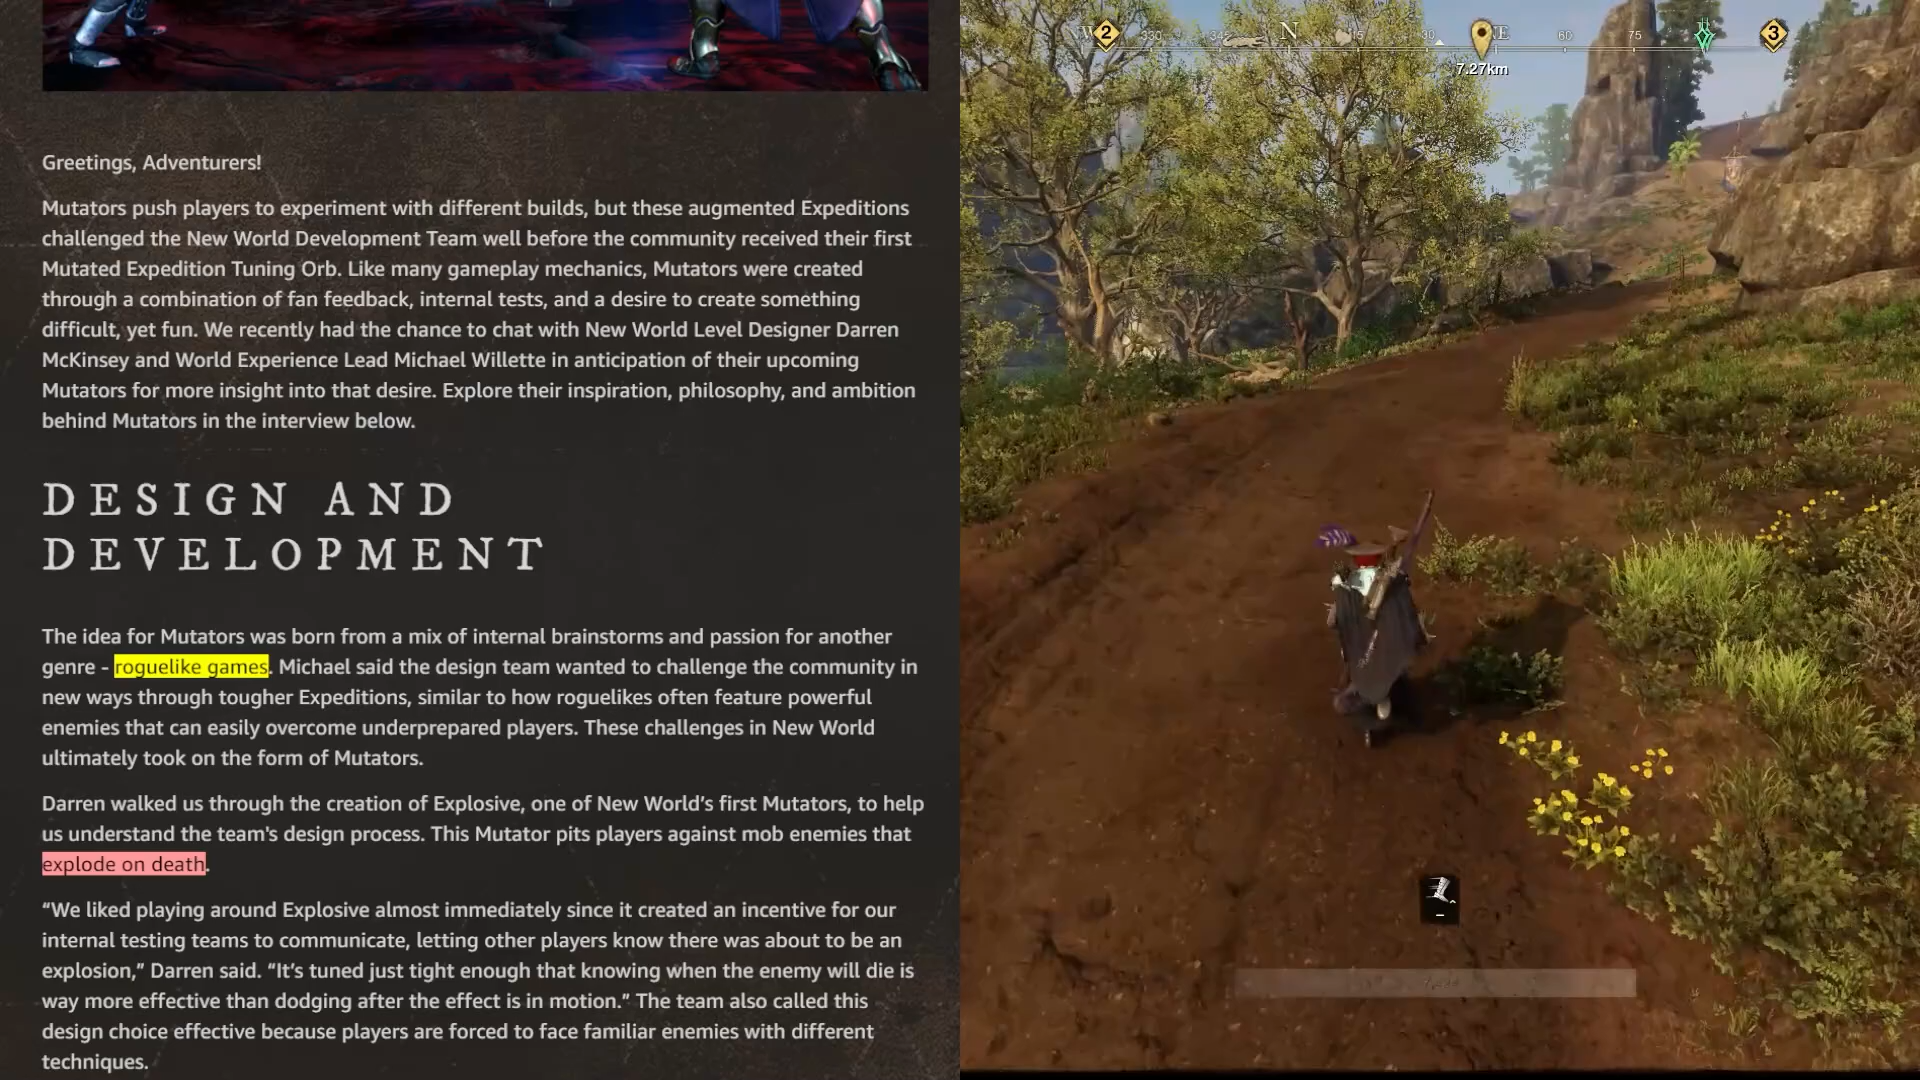 Greetings, Adventurers!
Mutators push players to experiment with different builds, but these augmented Expeditions
challenged the New World Development Team well before the community received their first
Mutated Expedition Tuning Orb. Like many gameplay mechanics, Mutators were created
through a combination of fan feedback, internal tests, and a desire to create something
difficult, yet fun. We recently had the chance to chat with New World Level Designer Darren
McKinsey and World Experience Lead Michael Willette in anticipation of their upcoming
Mutators for more insight into that desire. Explore their inspiration, philosophy, and ambition
behind Mutators in the interview below.
DESIGN AND
DEVELOPMENT
The idea for Mutators was born from a mix of internal brainstorms and passion for another
genre - roguelike games. Michael said the design team wanted to challenge the community in
new ways through tougher Expeditions, similar to how roguelikes often feature powerful
enemies that can easily overcome underprepared players. These challenges in New World
ultimately took on the form of Mutators.
Darren walked us through the creation of Explosive, one of New World’s first Mutators, to help
us understand the team's design process. This Mutator pits players against mob enemies that
explode on death.
“We liked playing around Explosive almost immediately since it created an incentive for our
internal testing teams to communicate, letting other players know there was about to be an
explosion,” Darren said. “It’s tuned just tight enough that knowing when the enemy will die is
way more effective than dodging after the effect is in motion.” The team also called this
design choice effective because players are forced to face familiar enemies with different
techniques.
2 330 345 N 15 30 NE 60 75 3
7.27km